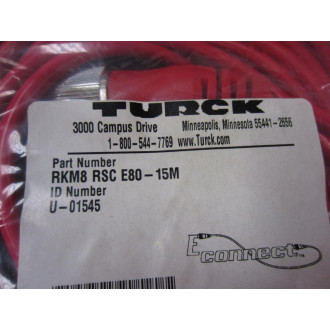 TURCK
3000 Campus Drive Minneapolis, Minnesota 55441-2656
1-800-544-7769 www.Turck.com
Part Number
RKM8 RSC E80-15M
ID Number
U-01545
Econnect